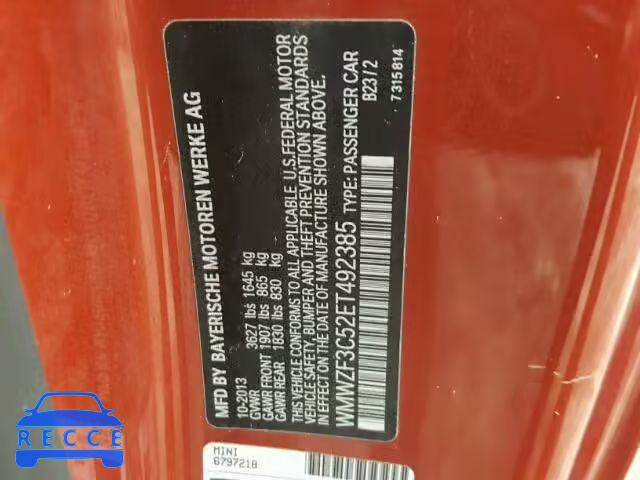 MFD BY BAYERISCHE MOTOREN WERKE AG
10-2013
GVWR 3627 lbs 1645 kg
GAWR FRONT 1907 lbs 865 kg
GAWR REAR 1830 lbs 830 kg
THIS VEHICLE CONFORMS TO ALL APPLICABLE U.S. FEDERAL MOTOR
VEHICLE SAFETY, BUMPER AND THEFT PREVENTION STANDARDS
IN EFFECT ON THE DATE OF MANUFACTURE SHOWN ABOVE.
WMWZF3C52ET492385 TYPE: PASSENGER CAR
B23/2
7315814
MINI
6797218
RECCE